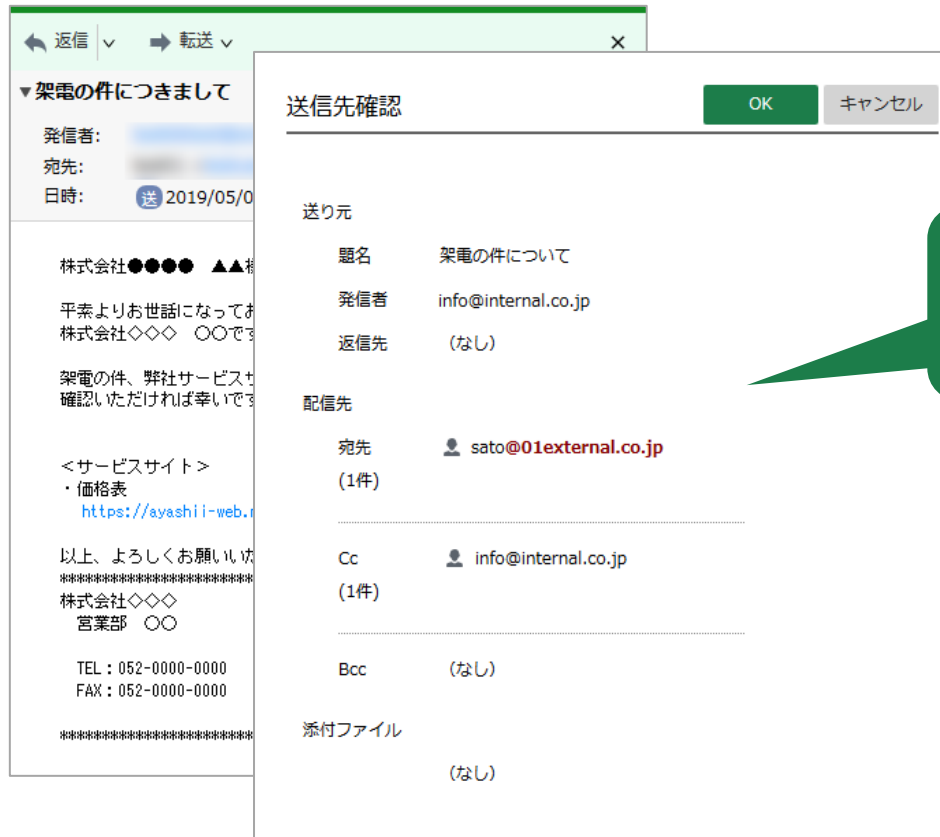 返信
転送
架電の件につきまして
発信者:
宛先:
日時: 送 2019/05/0
株式会社●●●● ▲▲様
平素よりお世話になってお
株式会社◇◇◇ 〇〇です
架電の件、弊社サービスサ
確認いただければ幸いです
＜サービスサイト＞
・価格表
https://ayashii-web.
以上、よろしくお願いいた
****************************
株式会社◇◇◇
営業部 〇〇
TEL：052-0000-0000
FAX：052-0000-0000
****************************
送信先確認
OK
キャンセル
送り元
題名 架電の件について
発信者 info@internal.co.jp
返信先 （なし）
配信先
宛先 sato@01external.co.jp
(1件)
Cc info@internal.co.jp
(1件)
Bcc （なし）
添付ファイル
（なし）